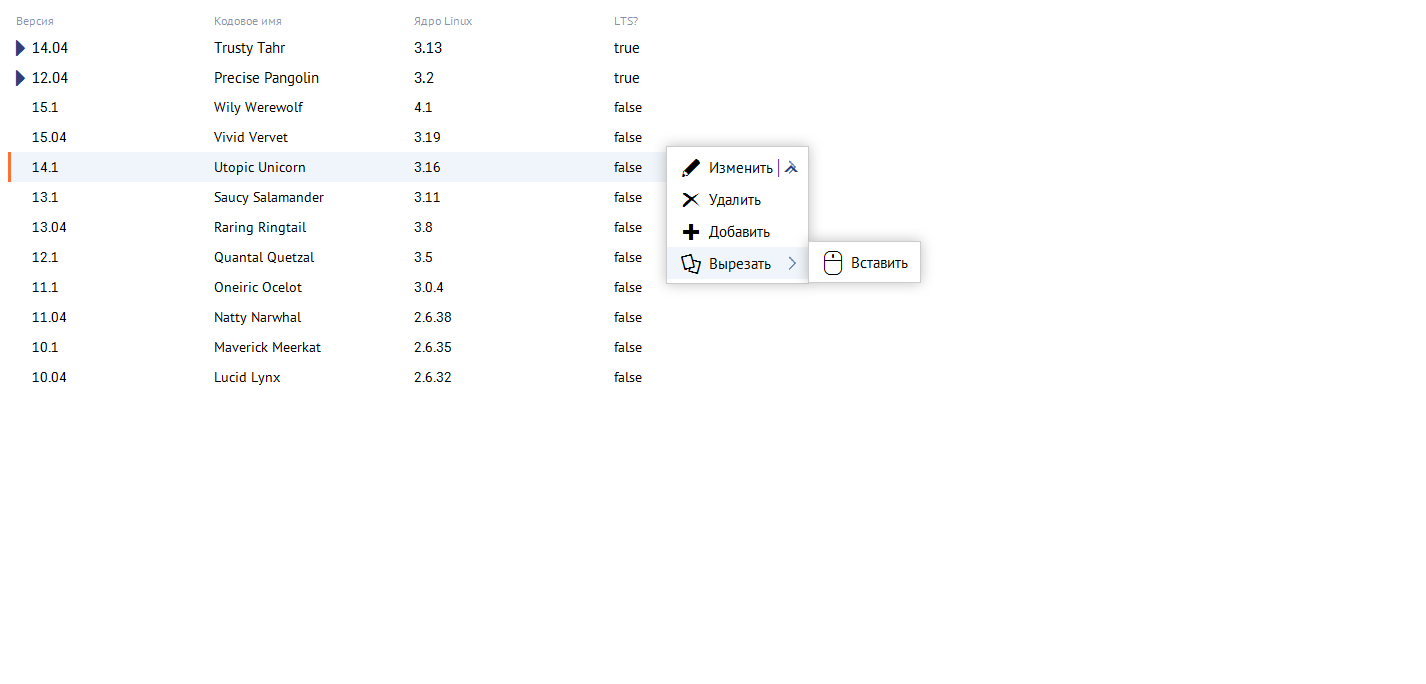 Версия Кодовое имя Ядро Linux LTS?
14.04 Trusty Tahr 3.13 true
12.04 Precise Pangolin 3.2 true
15.1 Wily Werewolf 4.1 false
15.04 Vivid Vervet 3.19 false
14.1 Utopic Unicorn 3.16 false
13.1 Saucy Salamander 3.11 false
13.04 Raring Ringtail 3.8 false
12.1 Quantal Quetzal 3.5 false
11.1 Oneiric Ocelot 3.0.4 false
11.04 Natty Narwhal 2.6.38 false
10.1 Maverick Meerkat 2.6.35 false
10.04 Lucid Lynx 2.6.32 false
Изменить
Удалить
Добавить
Вырезать
Вставить